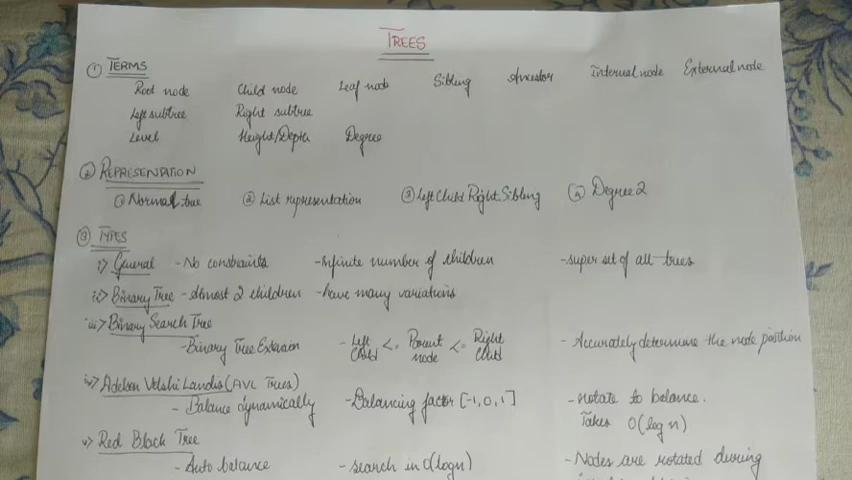 TREES
① TERMS
Root node Child node Leaf node Sibling Ancestor Internal node External node
Left subtree Right subtree
Level Height/Depth Degree
② REPRESENTATION
① Normal tree ② List representation ③ Left Child Right Sibling ④ Degree 2
③ TYPES
i) General - No constraints - Infinite number of children - super set of all trees
ii) Binary Tree - Atmost 2 children - have many variations
iii) Binary Search Tree
- Binary Tree Extension - Left Child <= Parent node <= Right Child - Accurately determine the node position
iv) Adelson Velshi Landis (AVL Trees)
- Balance dynamically - Balancing factor [-1, 0, 1] - rotate to balance.
Takes O(log n)
v) Red Black Tree
- Auto balance - search in O(logn) - Nodes are rotated during